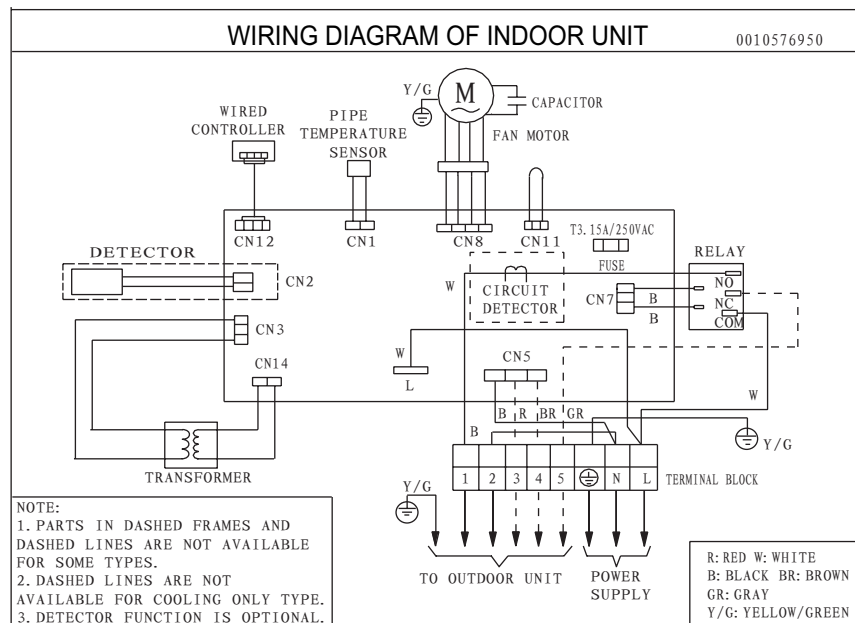 WIRING DIAGRAM OF INDOOR UNIT
0010576950
Y/G
M
CAPACITOR
FAN MOTOR
WIRED
CONTROLLER
PIPE
TEMPERATURE
SENSOR
CN12
CN1
CN8
CN11
T3.15A/250VAC
FUSE
RELAY
NO
NC
COM
DETECTOR
CN2
W
CIRCUIT
DETECTOR
CN7
B
B
CN3
W
L
CN5
CN14
W
B
R
BR
GR
B
Y/G
TRANSFORMER
1
2
3
4
5
N
L
TERMINAL BLOCK
Y/G
TO OUTDOOR UNIT
POWER
SUPPLY
NOTE:
1. PARTS IN DASHED FRAMES AND
DASHED LINES ARE NOT AVAILABLE
FOR SOME TYPES.
2. DASHED LINES ARE NOT
AVAILABLE FOR COOLING ONLY TYPE.
3. DETECTOR FUNCTION IS OPTIONAL.
R: RED W: WHITE
B: BLACK BR: BROWN
GR: GRAY
Y/G: YELLOW/GREEN